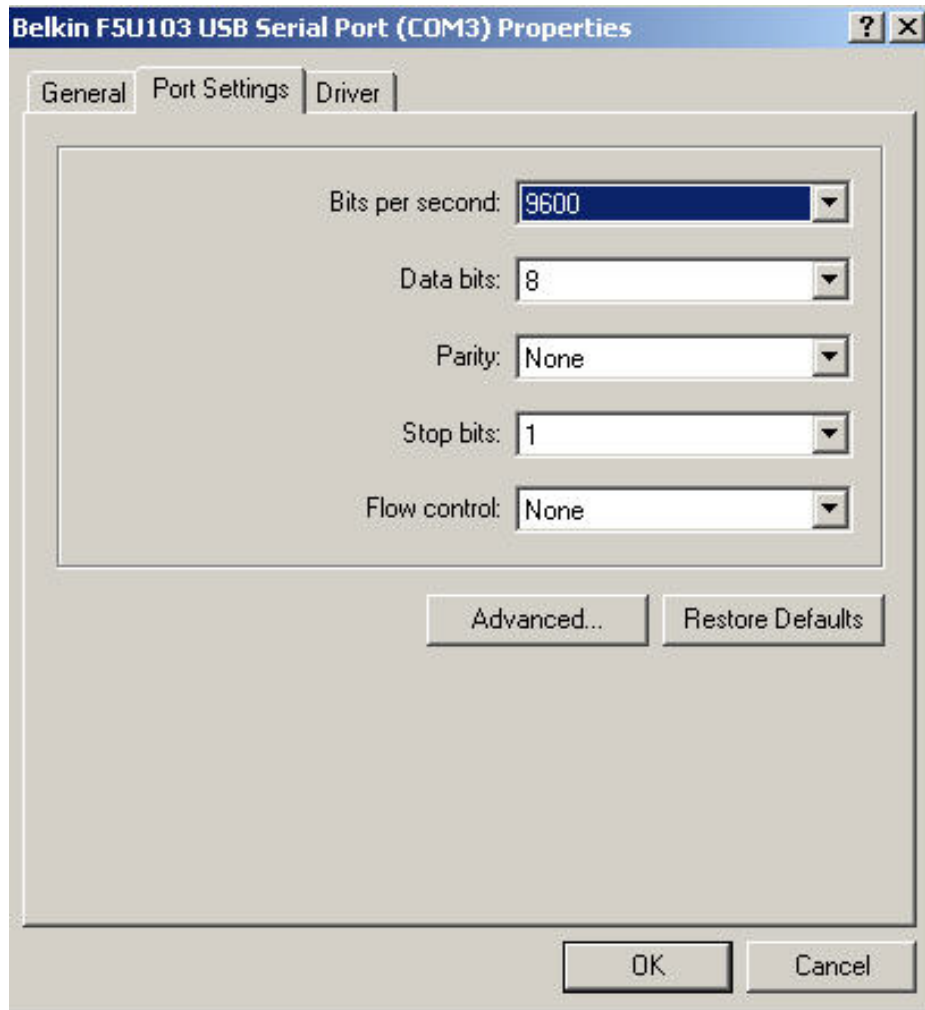 Belkin F5U103 USB Serial Port (COM3) Properties ? X
General Port Settings Driver
Bits per second: 9600
Data bits: 8
Parity: None
Stop bits: 1
Flow control: None
Advanced... Restore Defaults
OK Cancel